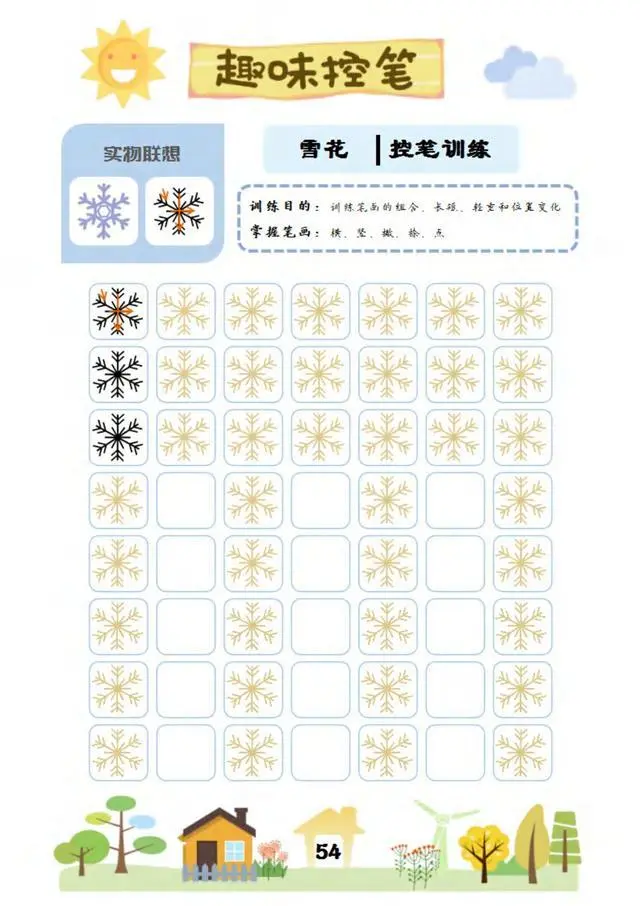 趣味控笔
实物联想
雪花 | 控笔训练
训练目的：训练笔画的组合、长短、轻重和位置变化
掌握笔画：横、竖、撇、捺、点
54